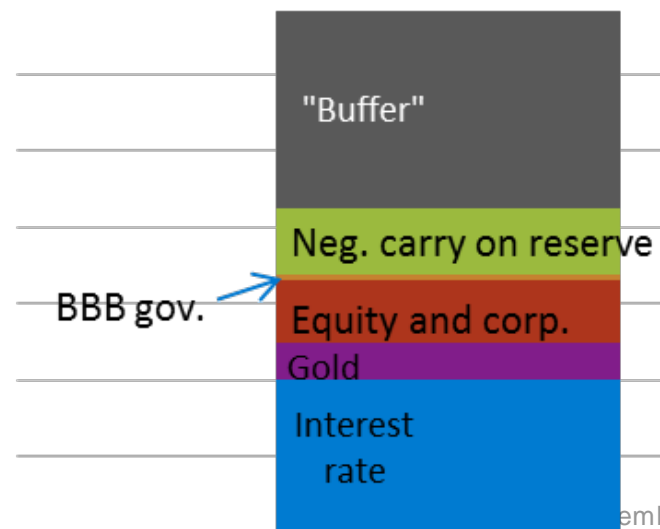 "Buffer"
Neg. carry on reserve
BBB gov.
Equity and corp.
Gold
Interest
rate